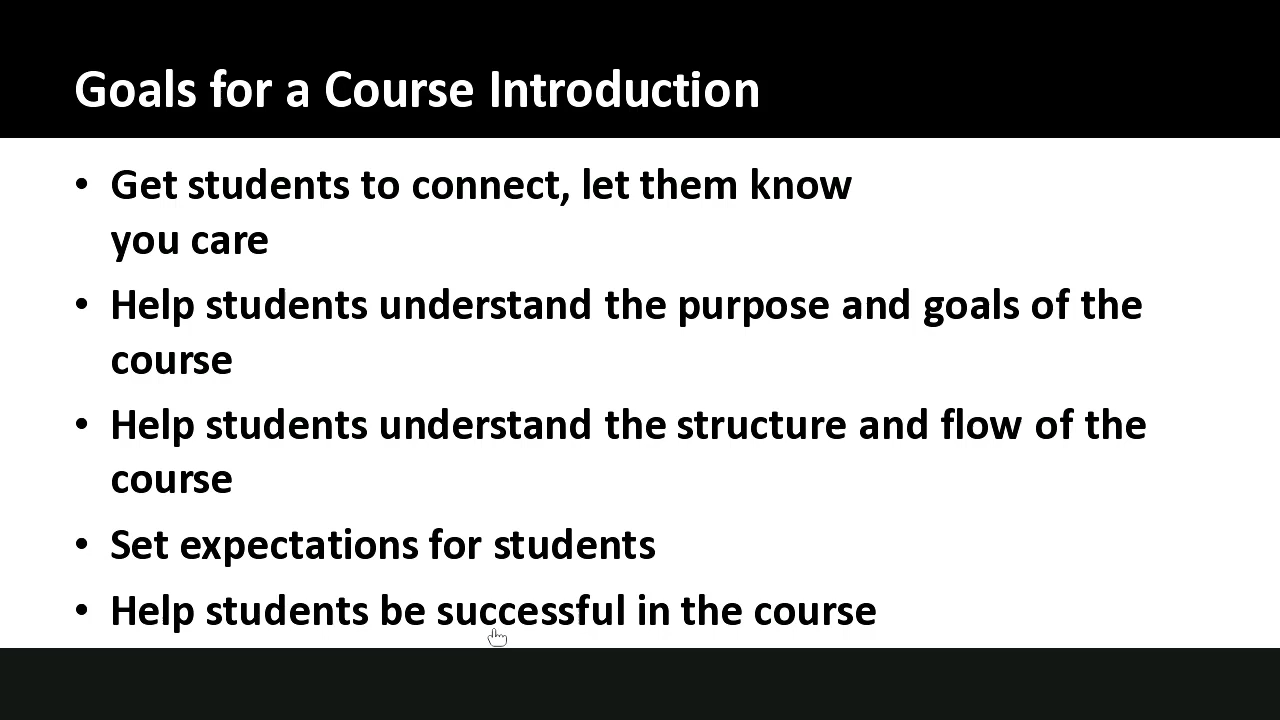 Goals for a Course Introduction
• Get students to connect, let them know
you care
• Help students understand the purpose and goals of the
course
• Help students understand the structure and flow of the
course
• Set expectations for students
• Help students be successful in the course